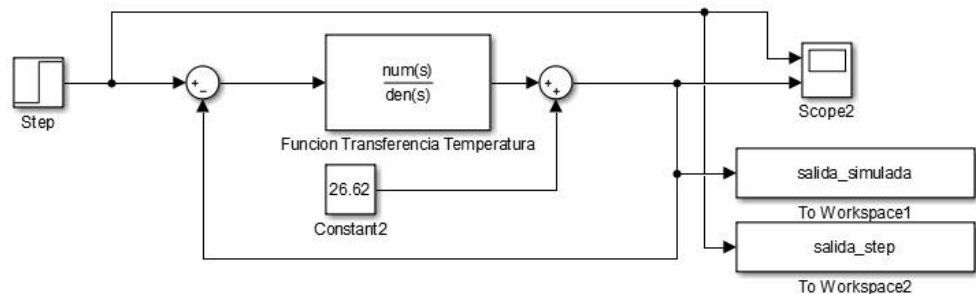 Step
+
−
num(s)
den(s)
Funcion Transferencia Temperatura
+
+
Scope2
26.62
Constant2
salida_simulada
To Workspace1
salida_step
To Workspace2